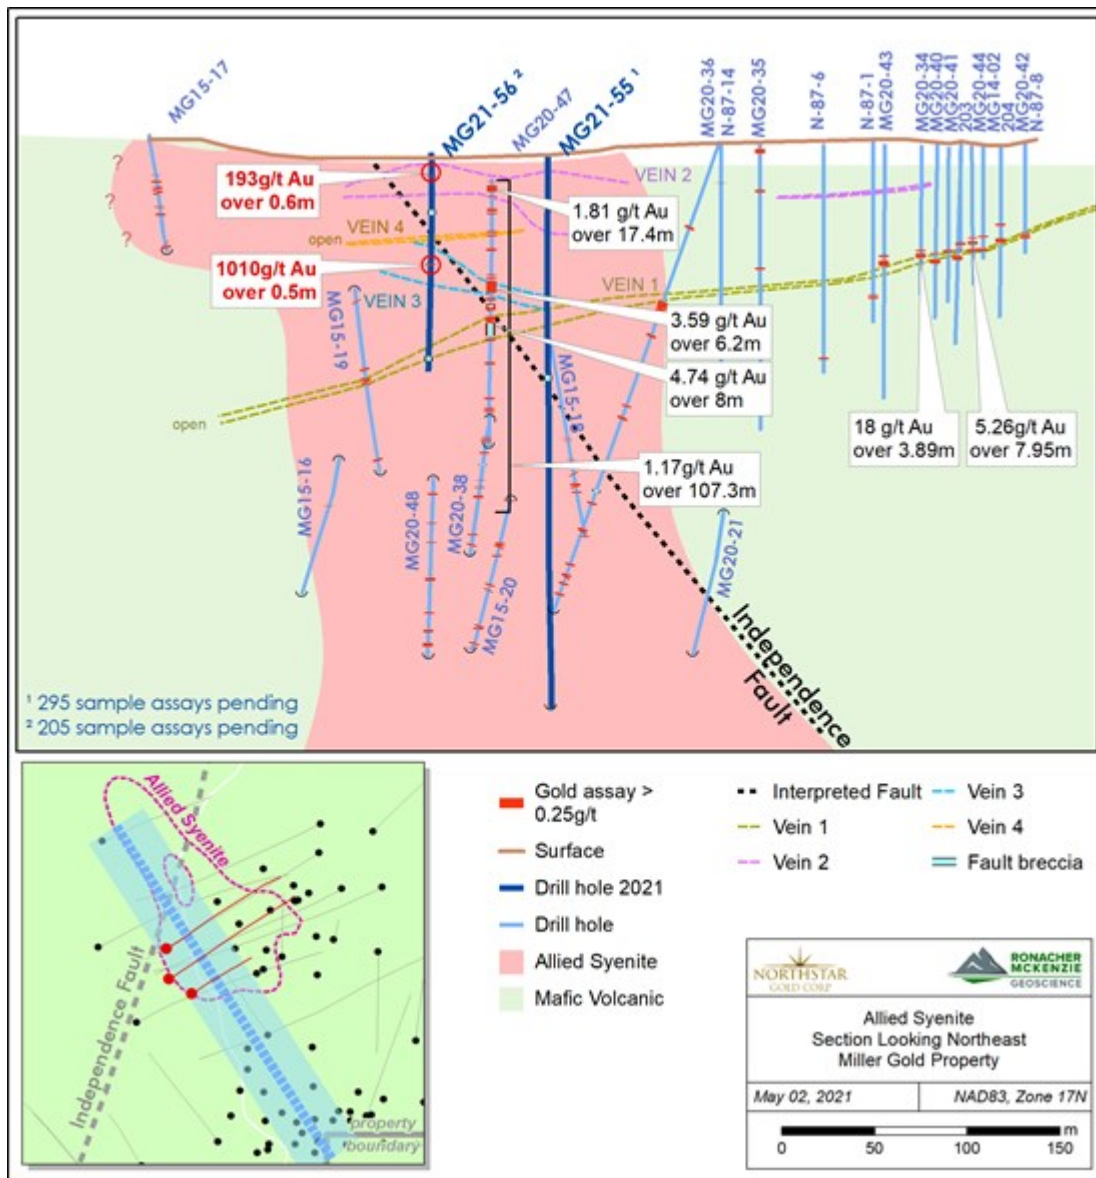 MG15-17
MG21-56 ²
MG20-47
MG21-55 ¹
MG20-36
N-87-14
MG20-35
N-87-6
N-87-1
MG20-43
MG20-34
MG20-40
MG20-41
203
MG20-44
MG14-02
204
MG20-42
N-87-8
?
?
?
193g/t Au
over 0.6m
VEIN 2
1.81 g/t Au
over 17.4m
VEIN 4
open
1010g/t Au
over 0.5m
VEIN 1
VEIN 3
MG15-19
3.59 g/t Au
over 6.2m
4.74 g/t Au
over 8m
MG15-18
open
18 g/t Au
over 3.89m
5.26g/t Au
over 7.95m
1.17g/t Au
over 107.3m
MG15-16
MG20-48
MG20-38
MG15-20
MG20-21
Independence
Fault
¹ 295 sample assays pending
² 205 sample assays pending
Allied Syenite
Independence Fault
property
boundary
Gold assay >
0.25g/t
Surface
Drill hole 2021
Drill hole
Allied Syenite
Mafic Volcanic
Interpreted Fault
Vein 1
Vein 2
Vein 3
Vein 4
Fault breccia
NORTHSTAR
GOLD CORP
RONACHER
MCKENZIE
GEOSCIENCE
Allied Syenite
Section Looking Northeast
Miller Gold Property
May 02, 2021
NAD83, Zone 17N
m
0 50 100 150